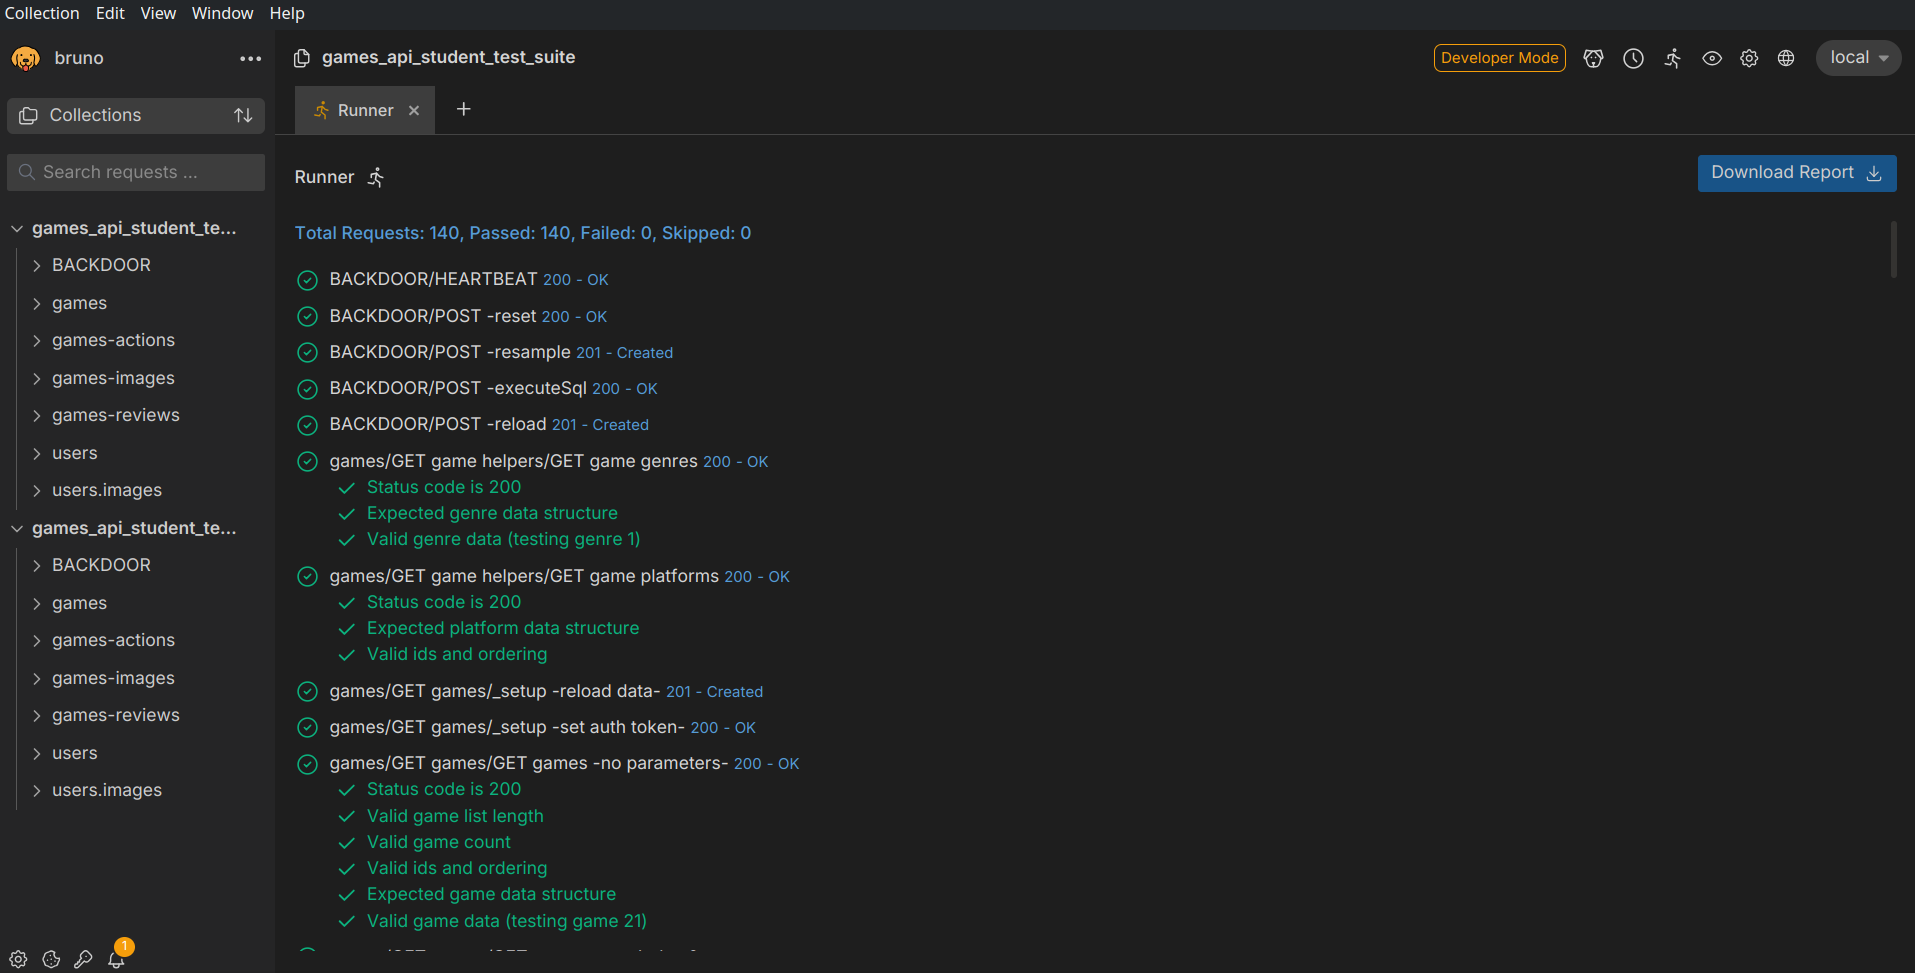 Collection Edit View Window Help
bruno
games_api_student_test_suite
Developer Mode
local
Collections
Runner
Search requests ...
Runner
Download Report
games_api_student_te...
BACKDOOR
games
games-actions
games-images
games-reviews
users
users.images
games_api_student_te...
BACKDOOR
games
games-actions
games-images
games-reviews
users
users.images
1
Total Requests: 140, Passed: 140, Failed: 0, Skipped: 0
BACKDOOR/HEARTBEAT 200 - OK
BACKDOOR/POST -reset 200 - OK
BACKDOOR/POST -resample 201 - Created
BACKDOOR/POST -executeSql 200 - OK
BACKDOOR/POST -reload 201 - Created
games/GET game helpers/GET game genres 200 - OK
Status code is 200
Expected genre data structure
Valid genre data (testing genre 1)
games/GET game helpers/GET game platforms 200 - OK
Status code is 200
Expected platform data structure
Valid ids and ordering
games/GET games/_setup -reload data- 201 - Created
games/GET games/_setup -set auth token- 200 - OK
games/GET games/GET games -no parameters- 200 - OK
Status code is 200
Valid game list length
Valid game count
Valid ids and ordering
Expected game data structure
Valid game data (testing game 21)